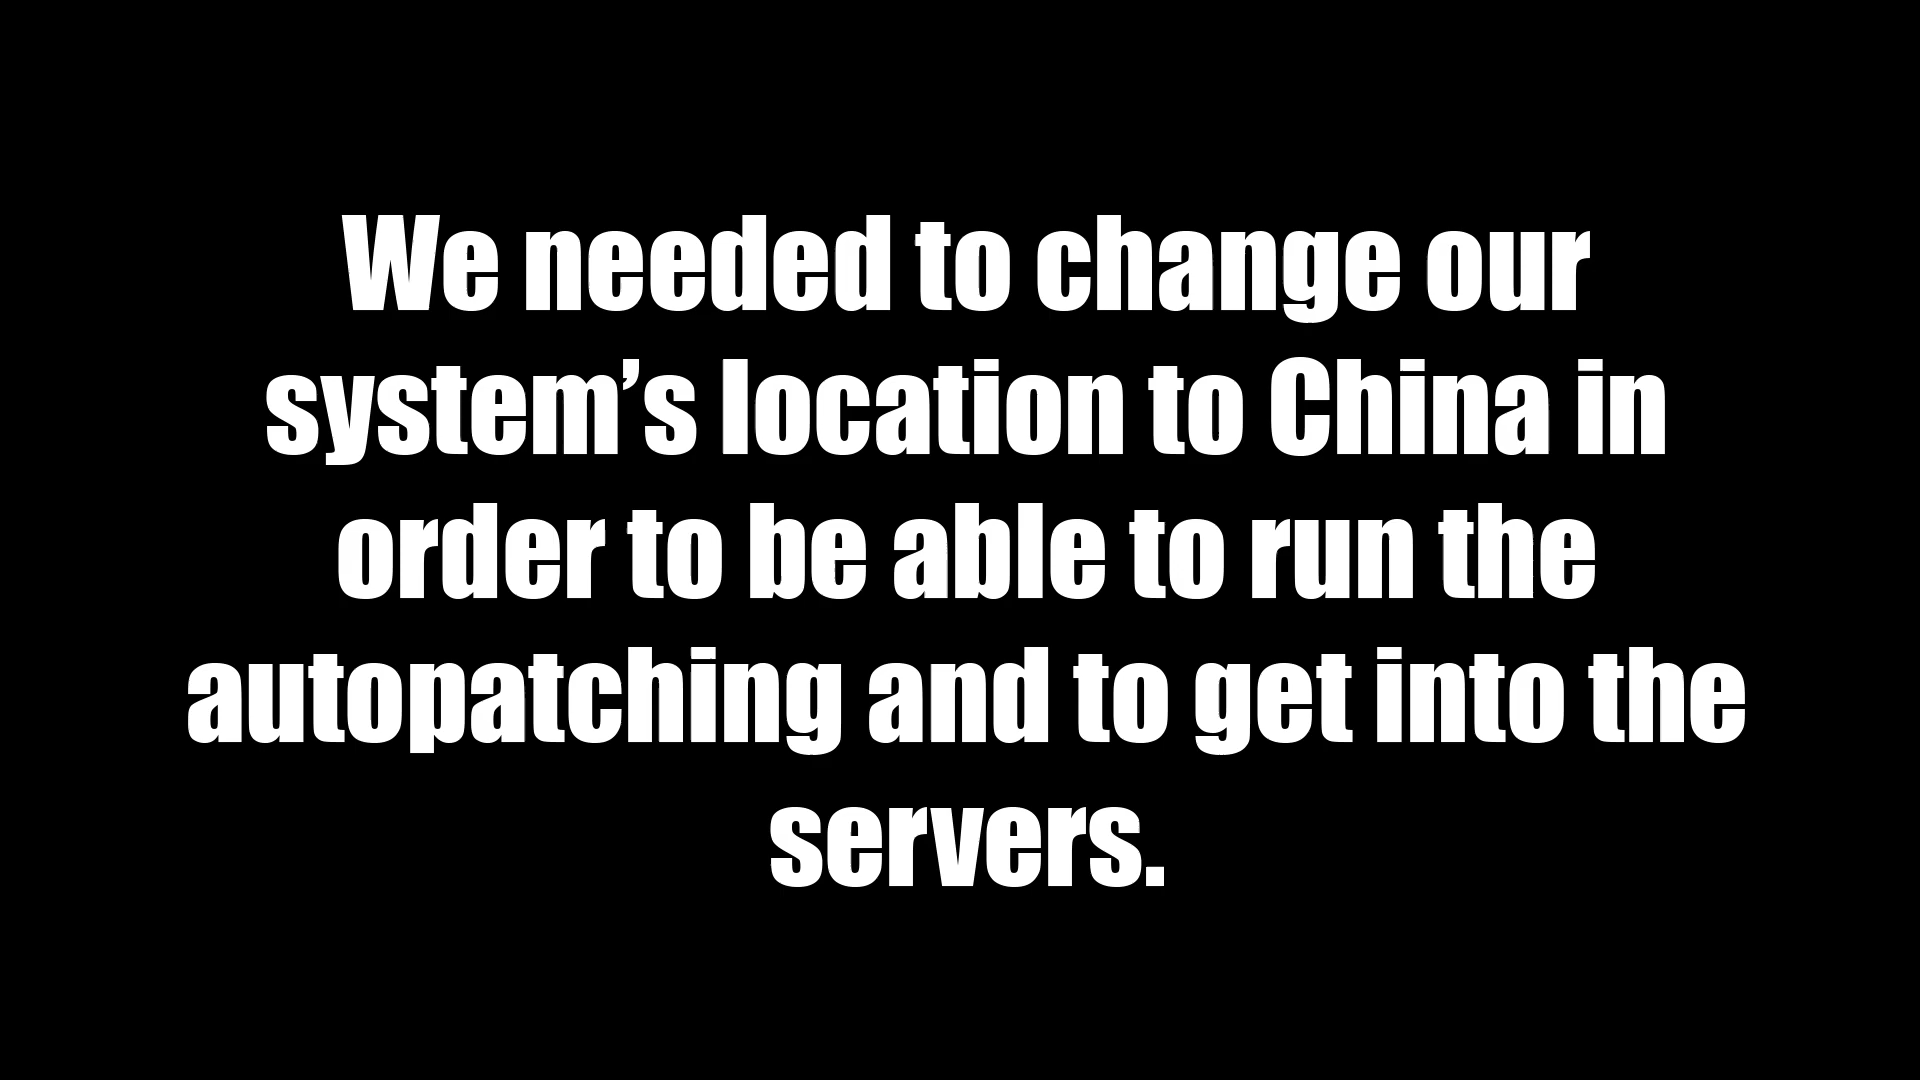 We needed to change our
system’s location to China in
order to be able to run the
autopatching and to get into the
servers.